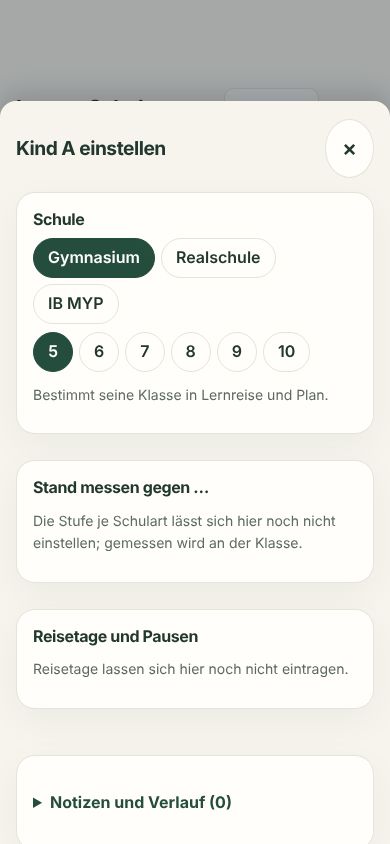 Kind A einstellen
×
Schule
Gymnasium Realschule
IB MYP
5 6 7 8 9 10
Bestimmt seine Klasse in Lernreise und Plan.
Stand messen gegen …
Die Stufe je Schulart lässt sich hier noch nicht
einstellen; gemessen wird an der Klasse.
Reisetage und Pausen
Reisetage lassen sich hier noch nicht eintragen.
▶ Notizen und Verlauf (0)